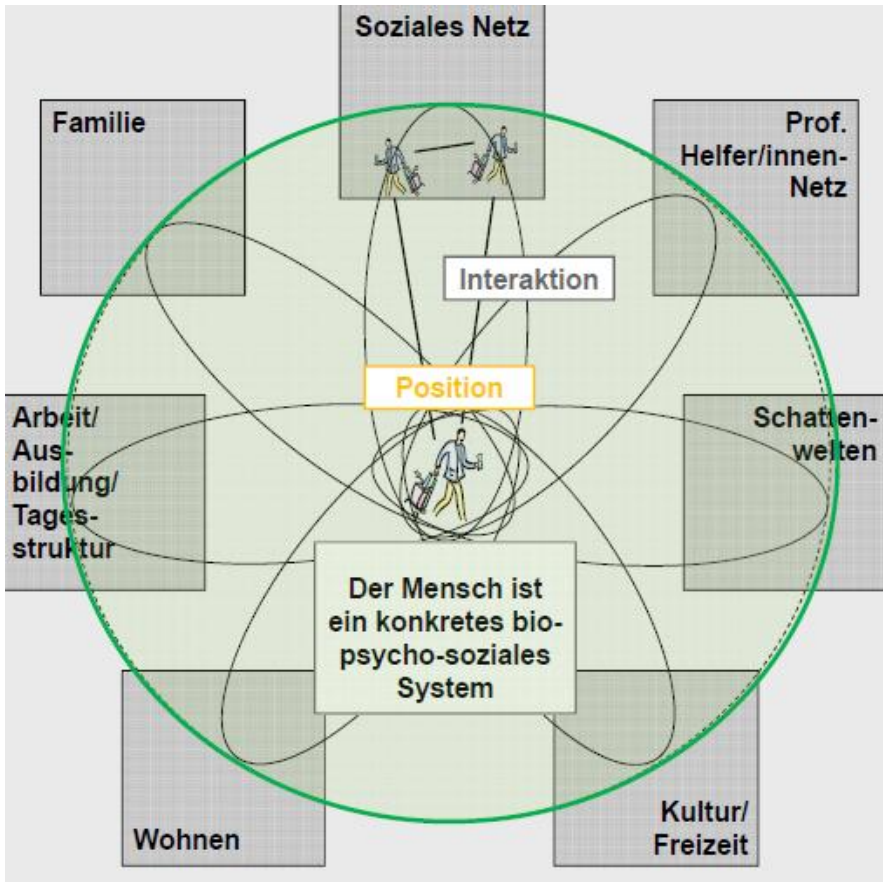 Soziales Netz
Familie
Prof.
Helfer/innen-
Netz
Interaktion
Position
Arbeit/
Aus-
bildung/
Tages-
struktur
Schatten-
welten
Der Mensch ist
ein konkretes bio-
psycho-soziales
System
Wohnen
Kultur/
Freizeit